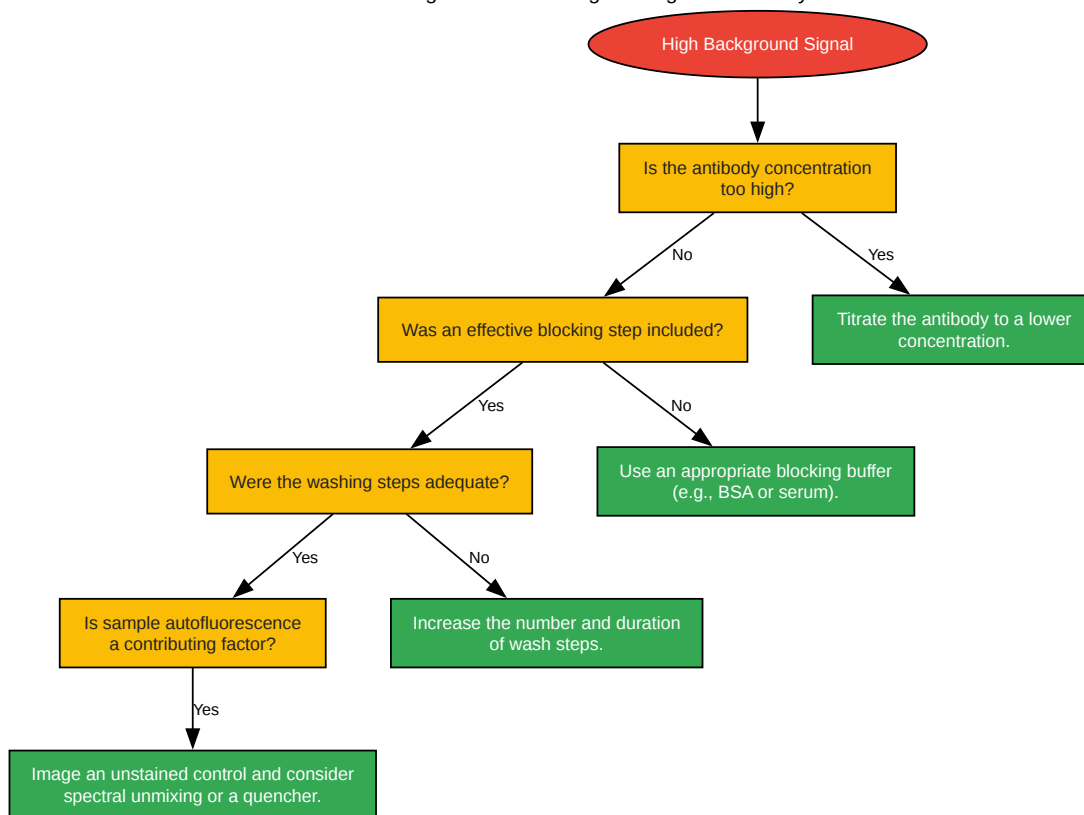 High Background Signal
Is the antibody concentration
too high?
No
Yes
Was an effective blocking step included?
Titrate the antibody to a lower
concentration.
Yes
No
Were the washing steps adequate?
Use an appropriate blocking buffer
(e.g., BSA or serum).
Yes
No
Is sample autofluorescence
a contributing factor?
Increase the number and duration
of wash steps.
Yes
Image an unstained control and consider
spectral unmixing or a quencher.